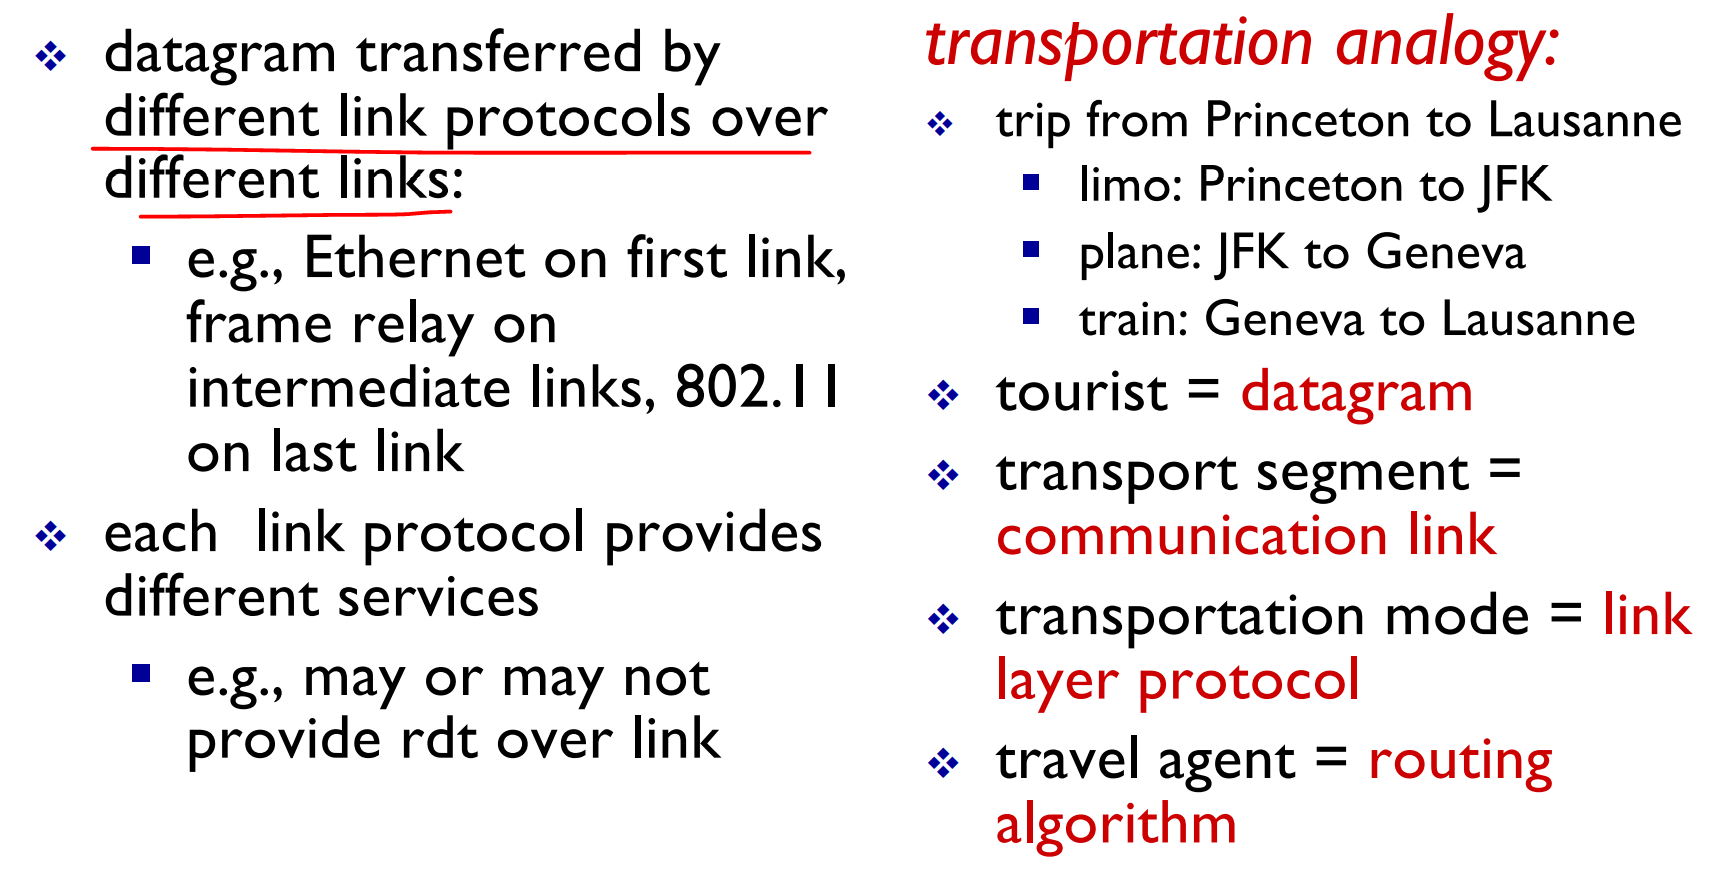 datagram transferred by
different link protocols over
different links:
e.g., Ethernet on first link,
frame relay on
intermediate links, 802.11
on last link
each link protocol provides
different services
e.g., may or may not
provide rdt over link
transportation analogy:
trip from Princeton to Lausanne
limo: Princeton to JFK
plane: JFK to Geneva
train: Geneva to Lausanne
tourist = datagram
transport segment =
communication link
transportation mode = link
layer protocol
travel agent = routing
algorithm